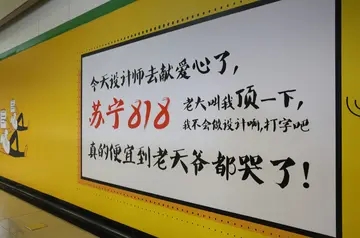 今天设计师去献爱心了,
苏宁818
老大叫我顶一下,
我不会做设计啊,打字吧
真的便宜到老天爷都哭了!